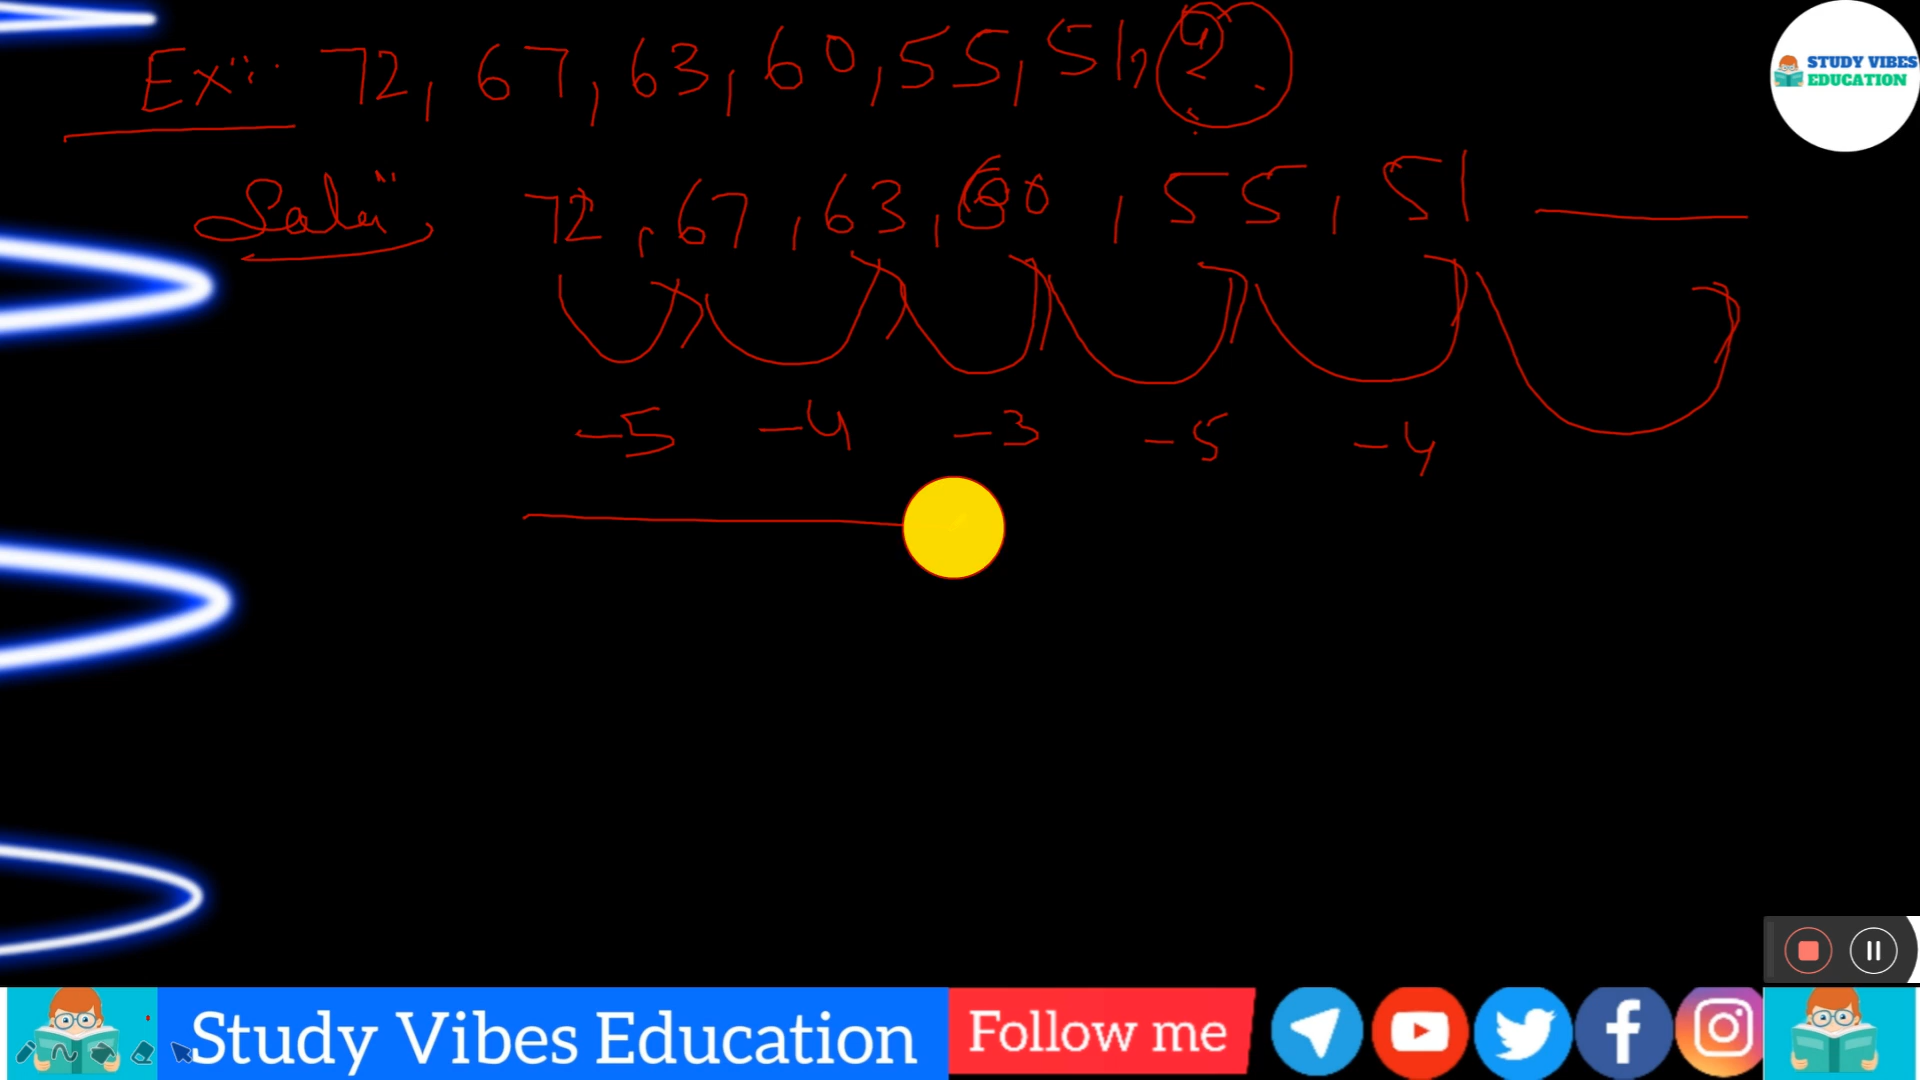 Ex":- 72, 67, 63, 60, 55, 51, ?
STUDY VIBES
EDUCATION
72, 67, 63, 60, 55, 51
-5 -4 -3 -5 -4
Study Vibes Education
Follow me